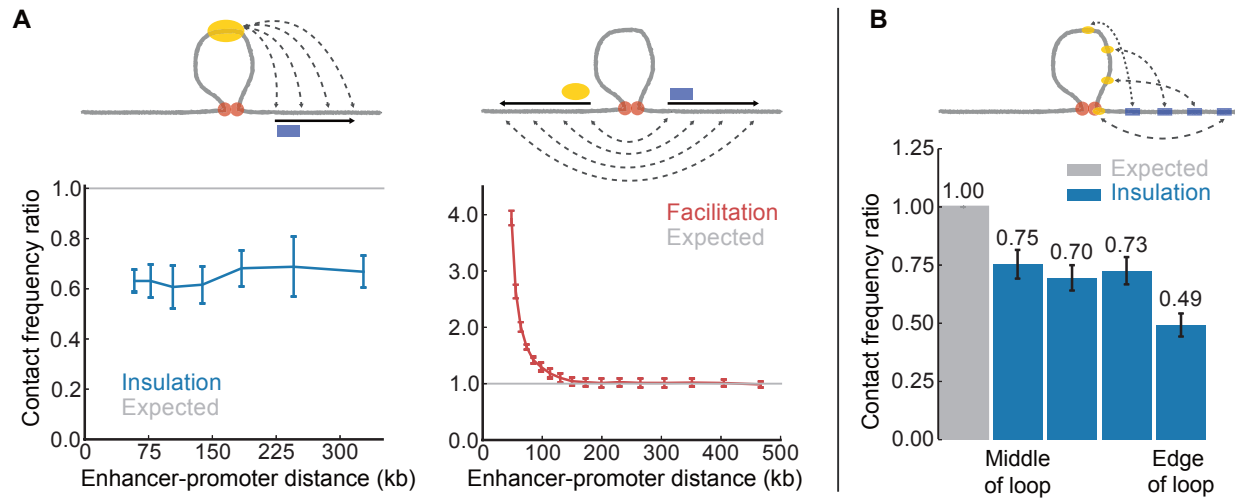 A
Contact frequency ratio
1.0
0.8
0.6
0.4
0.2
0.0
Insulation
Expected
0
75
150
225
300
Enhancer-promoter distance (kb)
4.0
3.0
2.0
1.0
0.0
Facilitation
Expected
0
100
200
300
400
500
Enhancer-promoter distance (kb)
B
Contact frequency ratio
1.25
1.00
0.75
0.50
0.25
0.00
Expected
Insulation
1.00
0.75
0.70
0.73
0.49
Middle
of loop
Edge
of loop